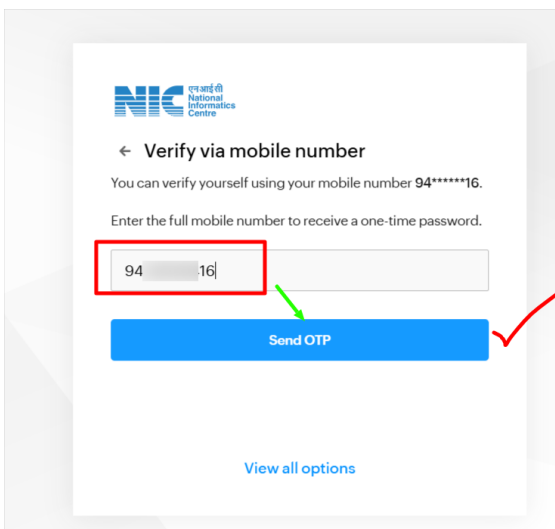 NIC
एनआईसी
National
Informatics
Centre
← Verify via mobile number
You can verify yourself using your mobile number 94******16.
Enter the full mobile number to receive a one-time password.
94 16
Send OTP
View all options